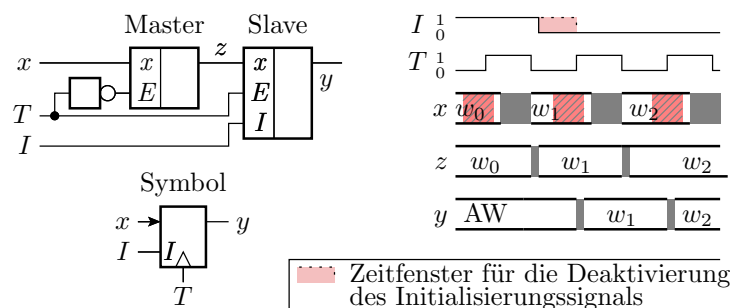 Master Slave
x x z x y
E E
T I
I
Symbol
x y
I I
T
I 1 0
T 1 0
x w0 w1 w2
z w0 w1 w2
y AW w1 w2
Zeitfenster für die Deaktivierung
des Initialisierungssignals